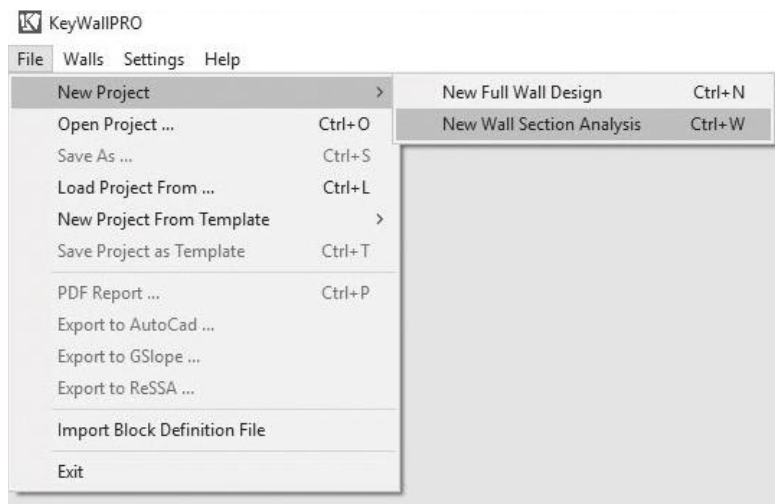 KeyWallPRO
File Walls Settings Help
New Project >
New Full Wall Design Ctrl+N
Open Project ... Ctrl+O
New Wall Section Analysis Ctrl+W
Save As ... Ctrl+S
Load Project From ... Ctrl+L
New Project From Template >
Save Project as Template Ctrl+T
PDF Report ... Ctrl+P
Export to AutoCad ...
Export to GSlope ...
Export to ReSSA ...
Import Block Definition File
Exit